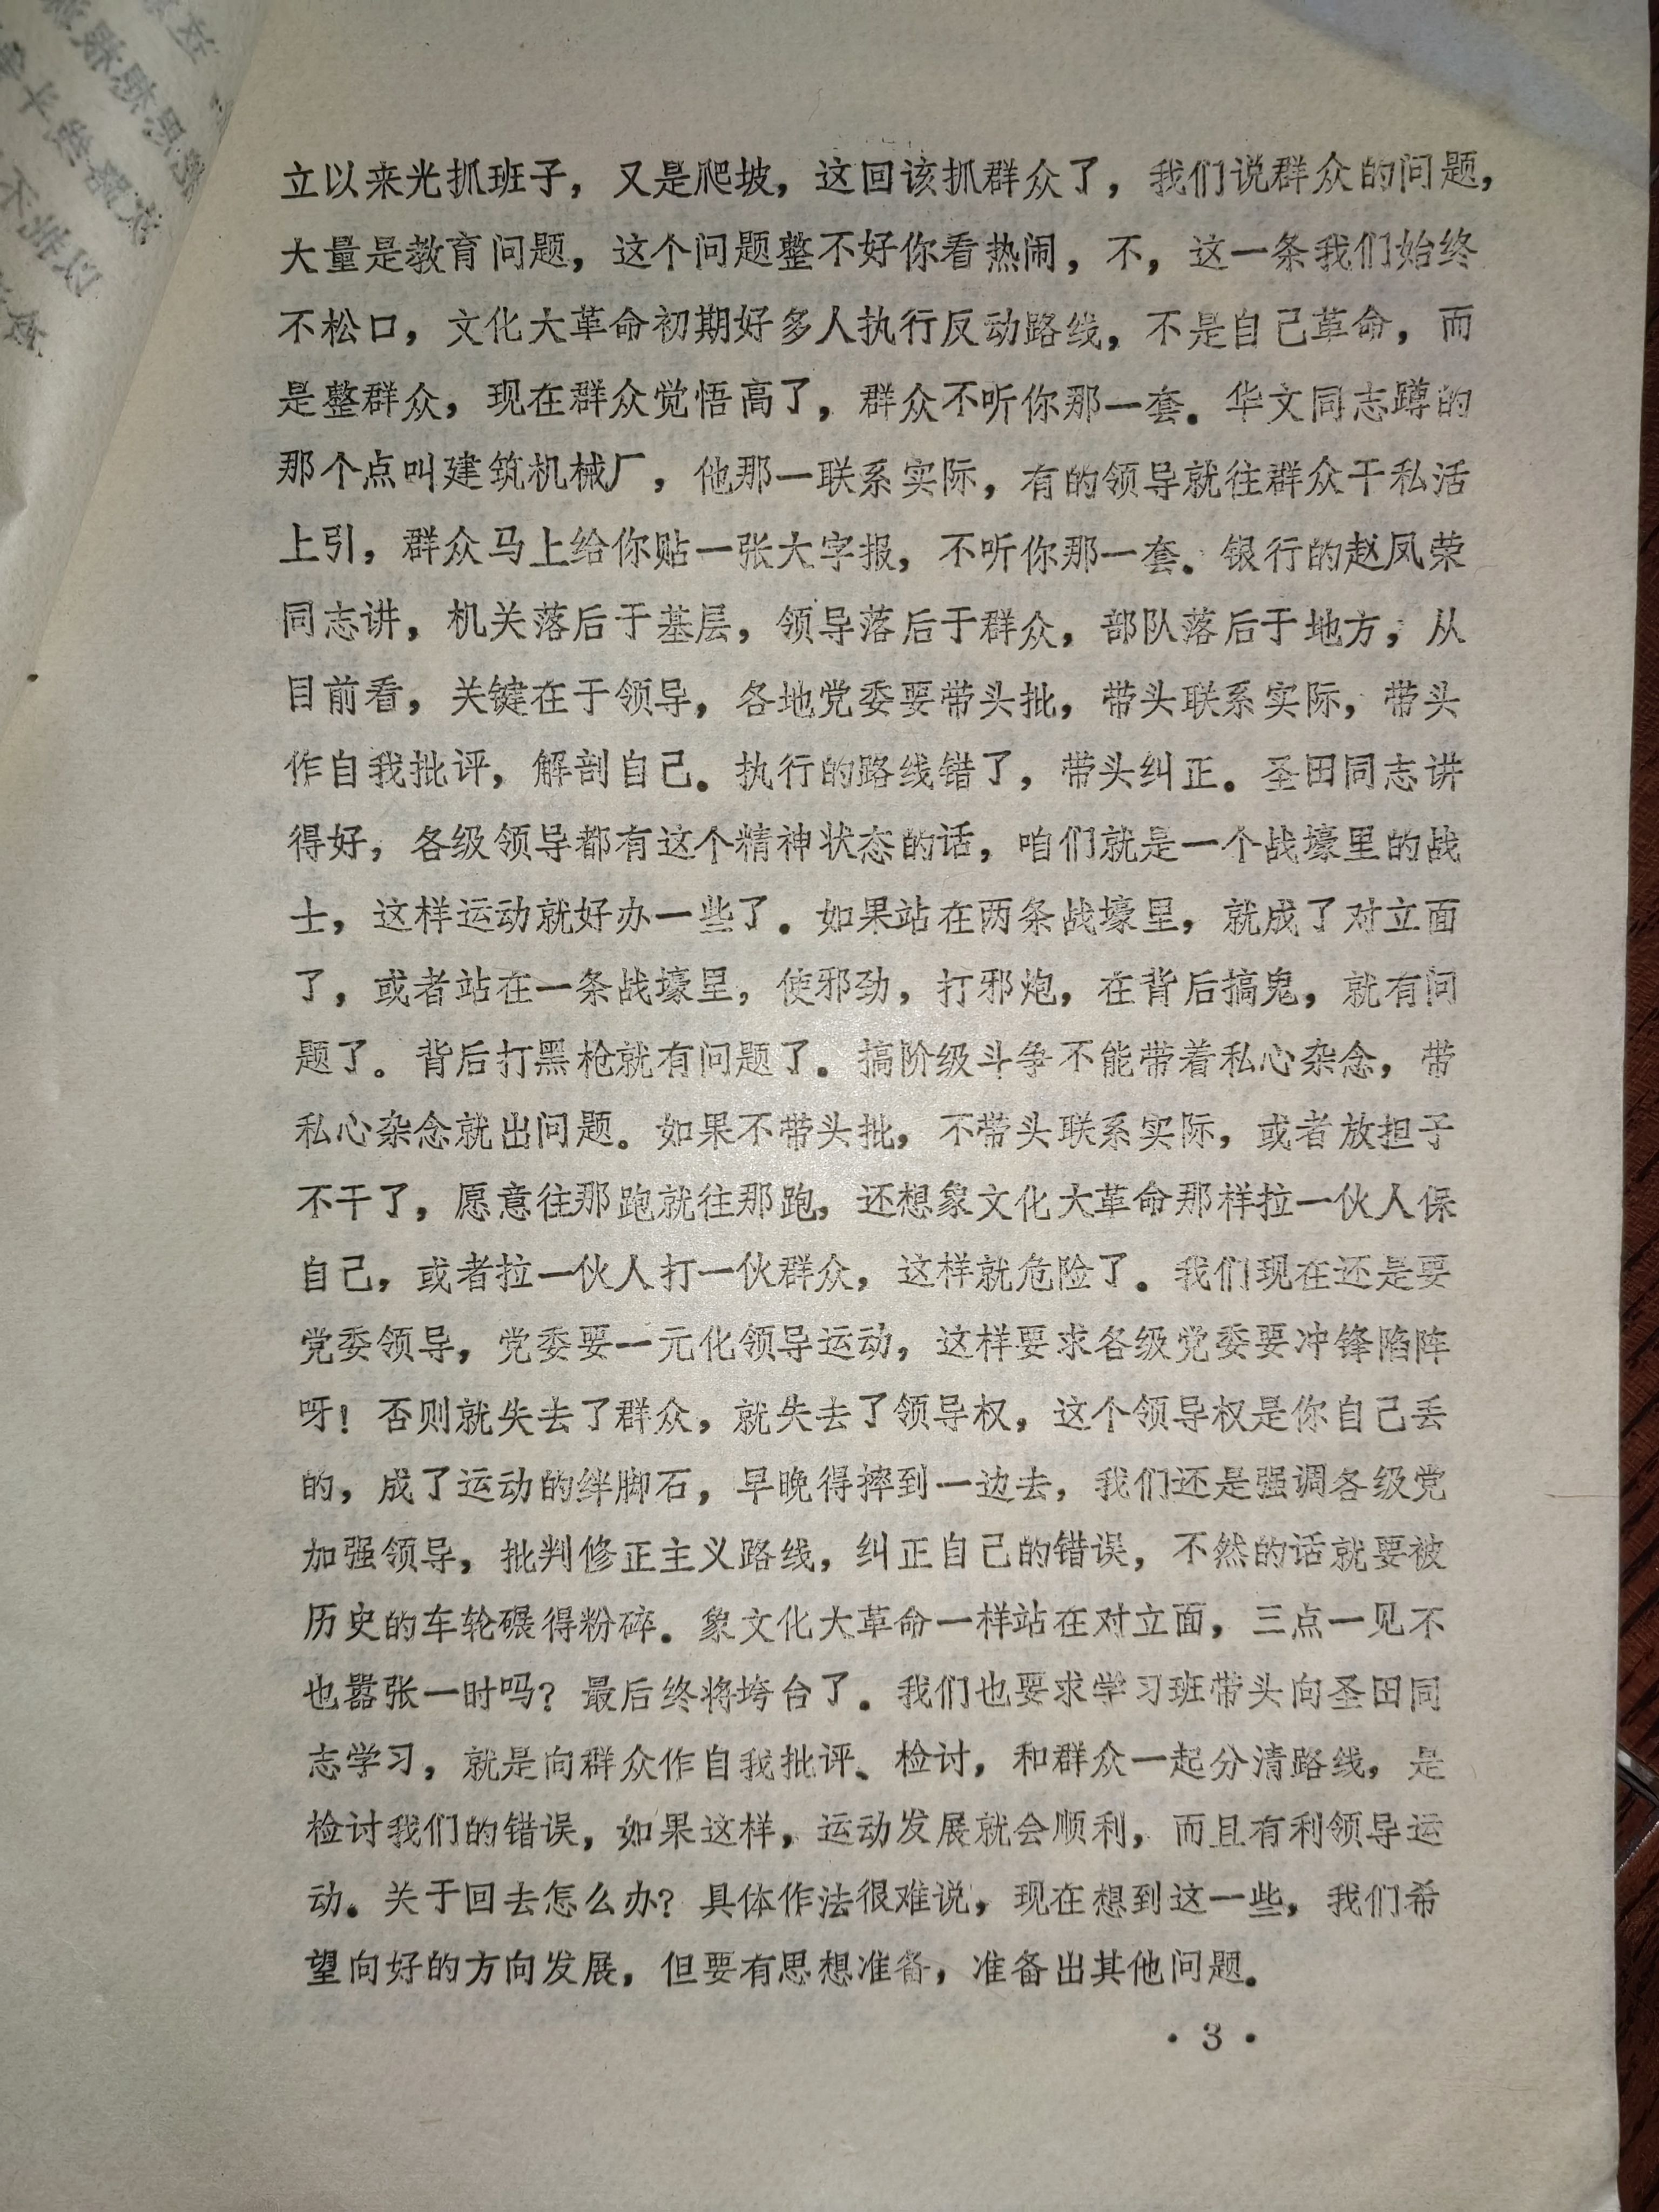 立以来光抓班子，又是爬坡，这回该抓群众了，我们说群众的问题，
大量是教育问题，这个问题整不好你看热闹，不，这一条我们始终
不松口，文化大革命初期好多人执行反动路线，不是自己革命，而
是整群众，现在群众觉悟高了，群众不听你那一套。华文同志蹲的
那个点叫建筑机械厂，他那一联系实际，有的领导就往群众干私活
上引，群众马上给你贴一张大字报，不听你那一套。银行的赵凤荣
同志讲，机关落后于基层，领导落后于群众，部队落后于地方，从
目前看，关键在于领导，各地党委要带头批，带头联系实际，带头
作自我批评，解剖自己。执行的路线错了，带头纠正。圣田同志讲
得好，各级领导都有这个精神状态的话，咱们就是一个战壕里的战
士，这样运动就好办一些了。如果站在两条战壕里，就成了对立面
了，或者站在一条战壕里，使邪劲，打邪炮，在背后搞鬼，就有问
题了。背后打黑枪就有问题了。搞阶级斗争不能带着私心杂念，带
私心杂念就出问题。如果不带头批，不带头联系实际，或者放担子
不干了，愿意往那跑就往那跑，还想象文化大革命那样拉一伙人保
自己，或者拉一伙人打一伙群众，这样就危险了。我们现在还是要
党委领导，党委要一元化领导运动，这样要求各级党委要冲锋陷阵
呀！否则就失去了群众，就失去了领导权，这个领导权是你自己丢
的，成了运动的绊脚石，早晚得摔到一边去，我们还是强调各级党
加强领导，批判修正主义路线，纠正自己的错误，不然的话就要被
历史的车轮碾得粉碎。象文化大革命一样站在对立面，三点一见不
也嚣张一时吗？最后终将垮台了。我们也要求学习班带头向圣田同
志学习，就是向群众作自我批评、检讨，和群众一起分清路线，是
检讨我们的错误，如果这样，运动发展就会顺利，而且有利领导运
动。关于回去怎么办？具体作法很难说，现在想到这一些，我们希
望向好的方向发展，但要有思想准备，准备出其他问题。
·3·